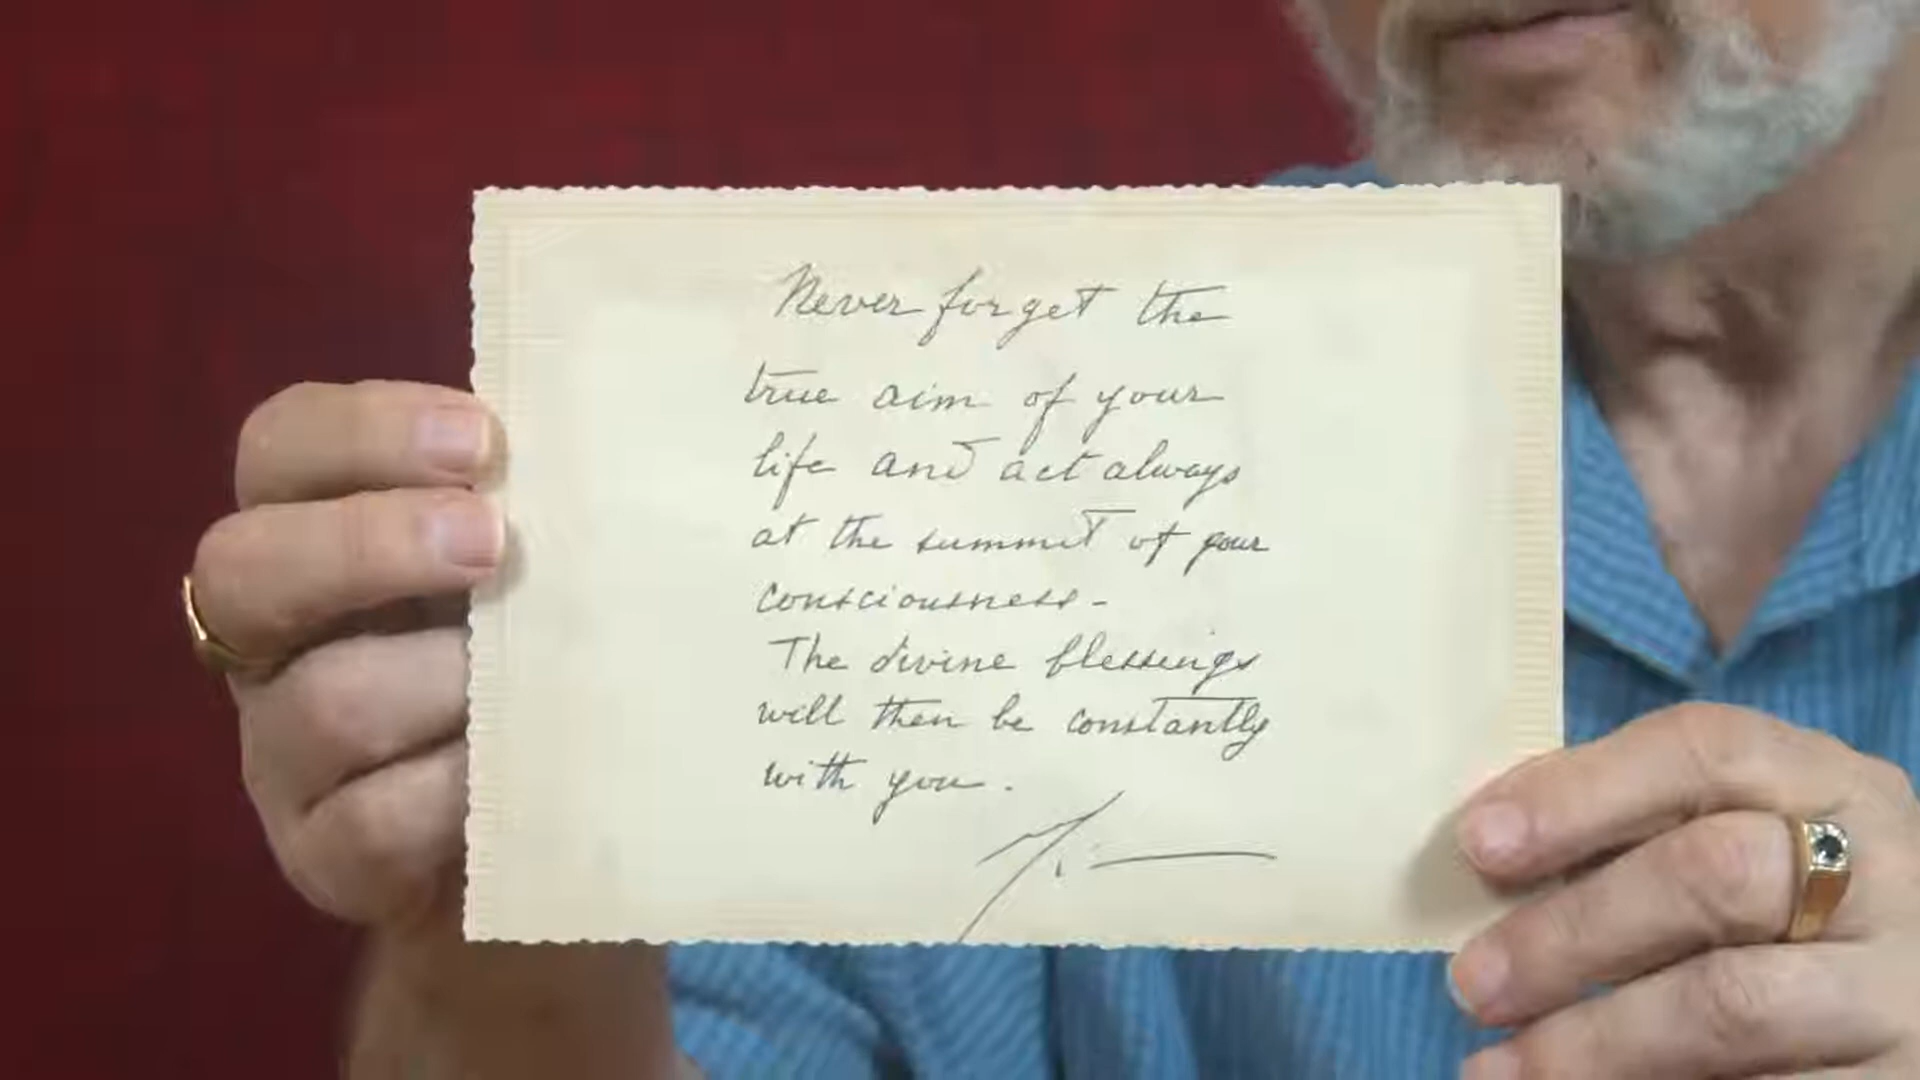 Never forget the
true aim of your
life and act always
at the summit of your
consciousness -
The divine blessings
will then be constantly
with you.